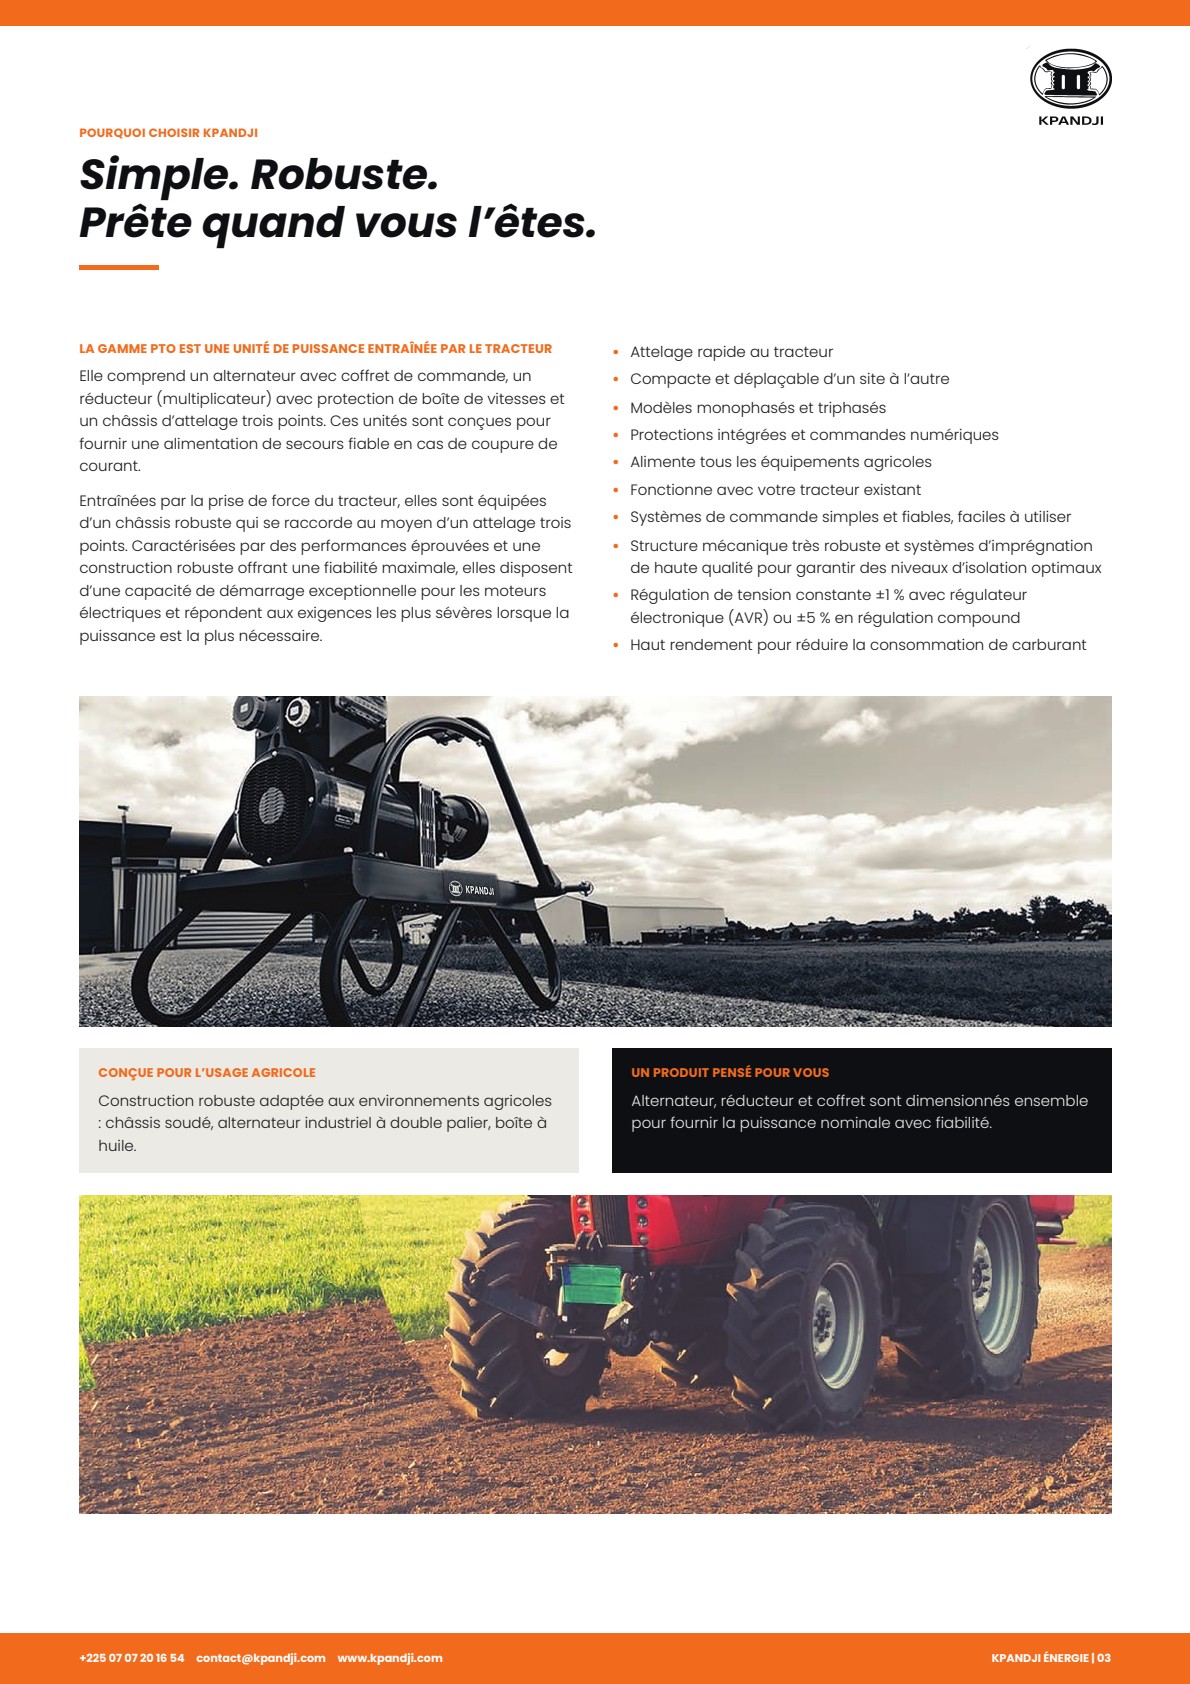 KPANDJI
POURQUOI CHOISIR KPANDJI
Simple. Robuste.
Prête quand vous l’êtes.
LA GAMME PTO EST UNE UNITÉ DE PUISSANCE ENTRAÎNÉE PAR LE TRACTEUR
Elle comprend un alternateur avec coffret de commande, un
réducteur (multiplicateur) avec protection de boîte de vitesses et
un châssis d’attelage trois points. Ces unités sont conçues pour
fournir une alimentation de secours fiable en cas de coupure de
courant.
Entraînées par la prise de force du tracteur, elles sont équipées
d’un châssis robuste qui se raccorde au moyen d’un attelage trois
points. Caractérisées par des performances éprouvées et une
construction robuste offrant une fiabilité maximale, elles disposent
d’une capacité de démarrage exceptionnelle pour les moteurs
électriques et répondent aux exigences les plus sévères lorsque la
puissance est la plus nécessaire.
• Attelage rapide au tracteur
• Compacte et déplaçable d’un site à l’autre
• Modèles monophasés et triphasés
• Protections intégrées et commandes numériques
• Alimente tous les équipements agricoles
• Fonctionne avec votre tracteur existant
• Systèmes de commande simples et fiables, faciles à utiliser
• Structure mécanique très robuste et systèmes d’imprégnation
de haute qualité pour garantir des niveaux d’isolation optimaux
• Régulation de tension constante ±1 % avec régulateur
électronique (AVR) ou ±5 % en régulation compound
• Haut rendement pour réduire la consommation de carburant
KPANDJI
CONÇUE POUR L’USAGE AGRICOLE
Construction robuste adaptée aux environnements agricoles
: châssis soudé, alternateur industriel à double palier, boîte à
huile.
UN PRODUIT PENSÉ POUR VOUS
Alternateur, réducteur et coffret sont dimensionnés ensemble
pour fournir la puissance nominale avec fiabilité.
+225 07 07 20 16 54 contact@kpandji.com www.kpandji.com
KPANDJI ÉNERGIE | 03